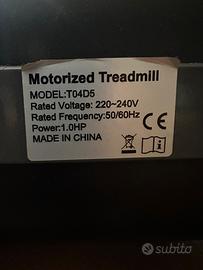 Motorized Treadmill
MODEL:T04D5
Rated Voltage: 220~240V
Rated Frequency:50/60Hz
Power:1.0HP
MADE IN CHINA
CE
subito